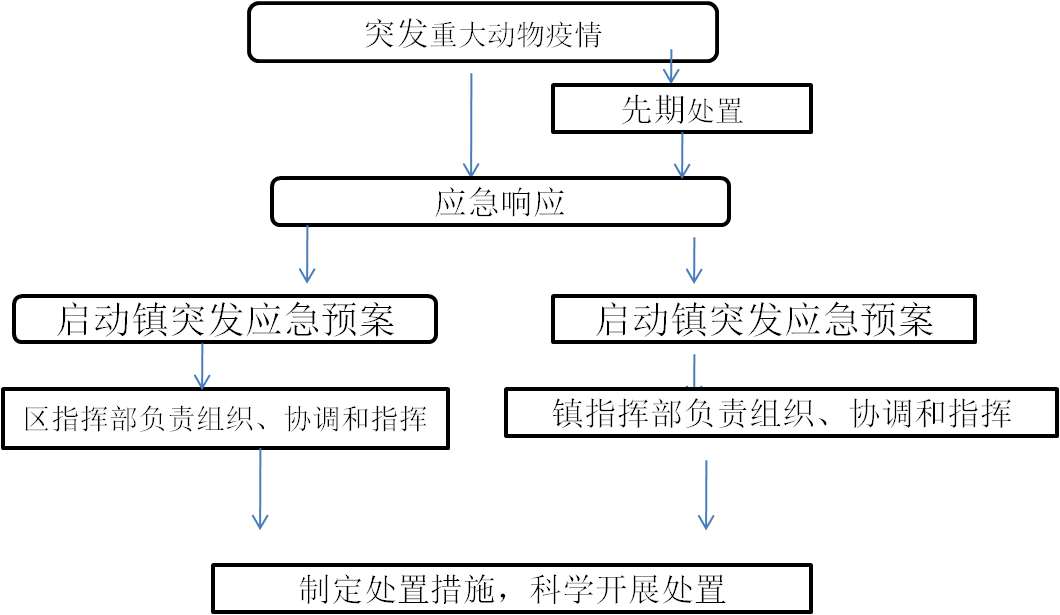 突发重大动物疫情
先期处置
应急响应
启动镇突发应急预案
启动镇突发应急预案
区指挥部负责组织、协调和指挥
镇指挥部负责组织、协调和指挥
制定处置措施，科学开展处置